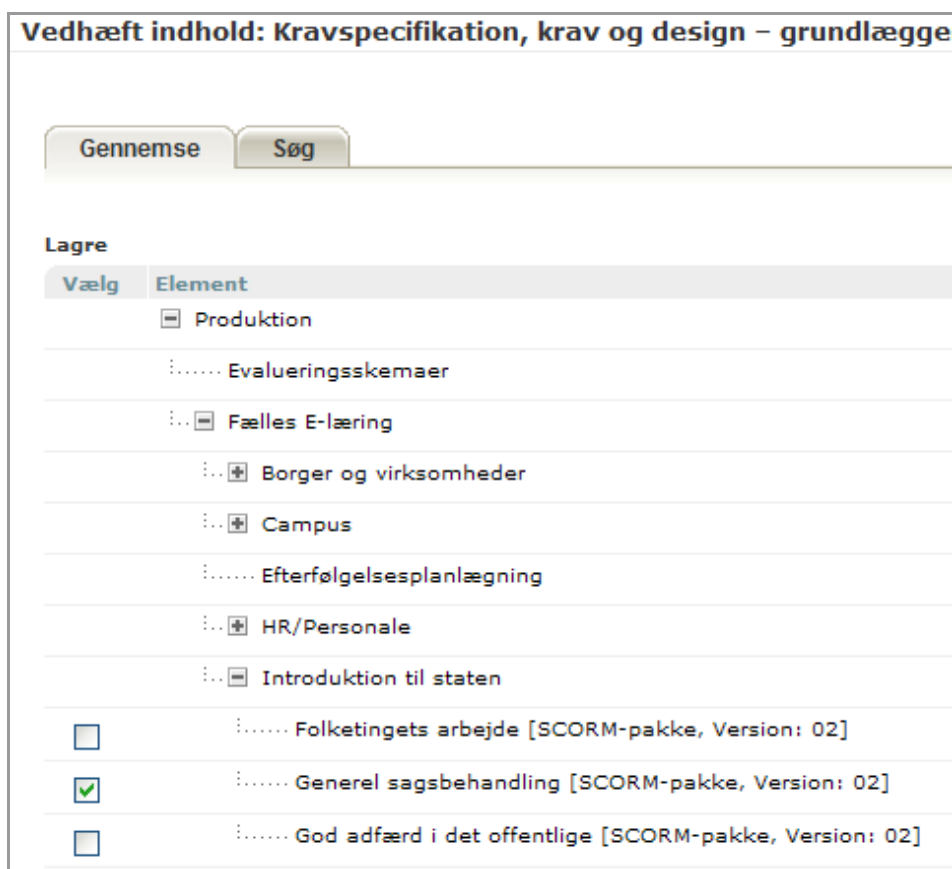 Vedhæft indhold: Kravspecifikation, krav og design – grundlægge
Gennemse Søg
Lagre
Vælg Element
Produktion
Evalueringsskemaer
Fælles E-læring
Borger og virksomheder
Campus
Efterfølgelsesplanlægning
HR/Personale
Introduktion til staten
Folketingets arbejde [SCORM-pakke, Version: 02]
Generel sagsbehandling [SCORM-pakke, Version: 02]
God adfærd i det offentlige [SCORM-pakke, Version: 02]